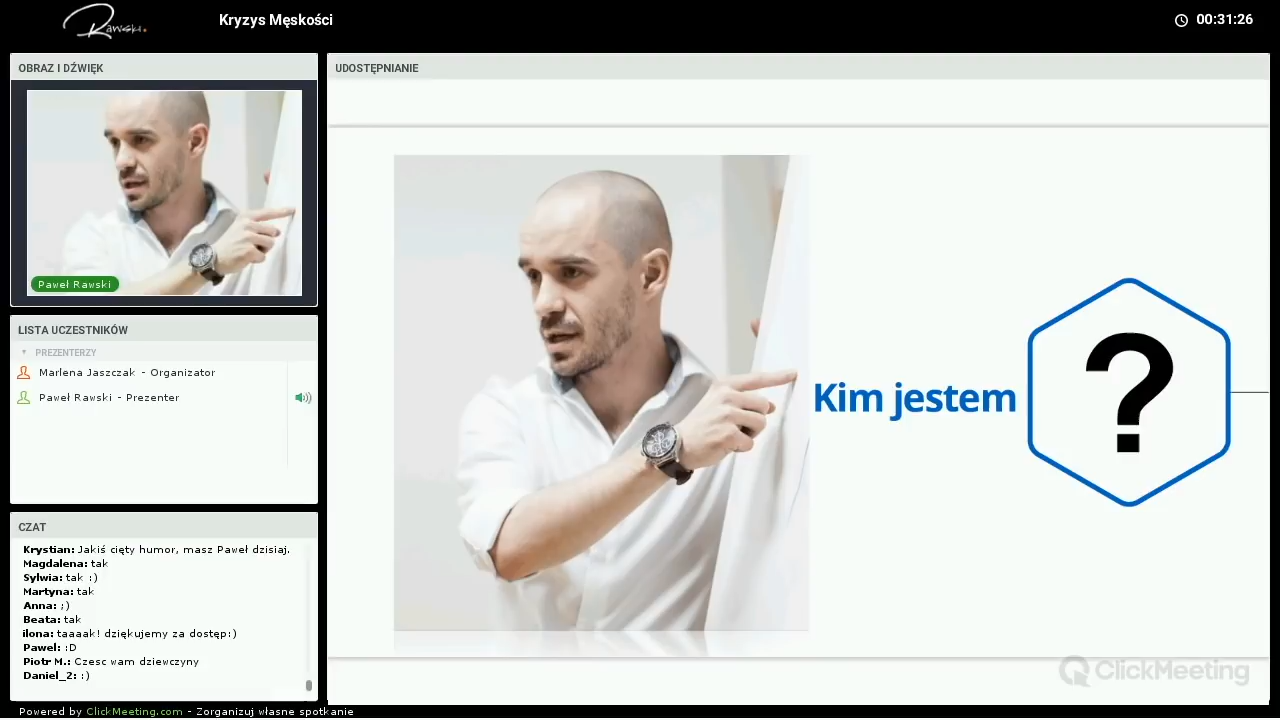 Rawski.
Kryzys Męskości
00:31:26
OBRAZ I DŹWIĘK
Paweł Rawski
LISTA UCZESTNIKÓW
PREZENTERZY
Marlena Jaszczak - Organizator
Paweł Rawski - Prezenter
CZAT
Krystian: Jakiś cięty humor, masz Paweł dzisiaj.
Magdalena: tak
Sylwia: tak :)
Martyna: tak
Anna: ;)
Beata: tak
ilona: taaaak! dziękujemy za dostęp:)
Pawel: :D
Piotr M.: Czesc wam dziewczyny
Daniel_2: :)
UDOSTĘPNIANIE
Kim jestem
?
ClickMeeting
Powered by ClickMeeting.com - Zorganizuj własne spotkanie